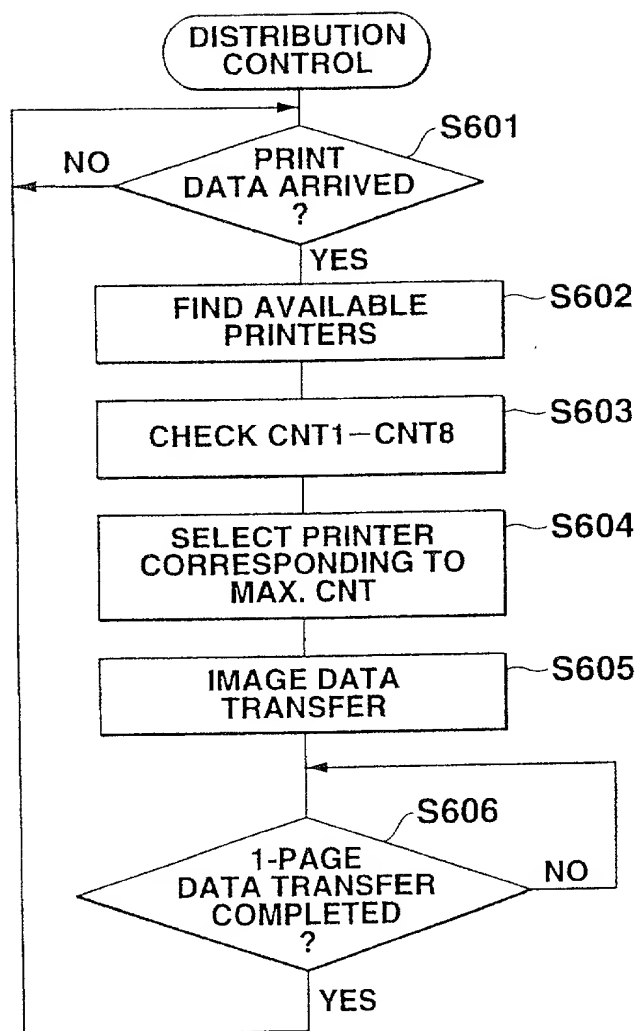 DISTRIBUTION
CONTROL
S601
NO
PRINT
DATA ARRIVED
?
YES
S602
FIND AVAILABLE
PRINTERS
S603
CHECK CNT1–CNT8
S604
SELECT PRINTER
CORRESPONDING TO
MAX. CNT
S605
IMAGE DATA
TRANSFER
S606
1-PAGE
DATA TRANSFER
COMPLETED
?
NO
YES